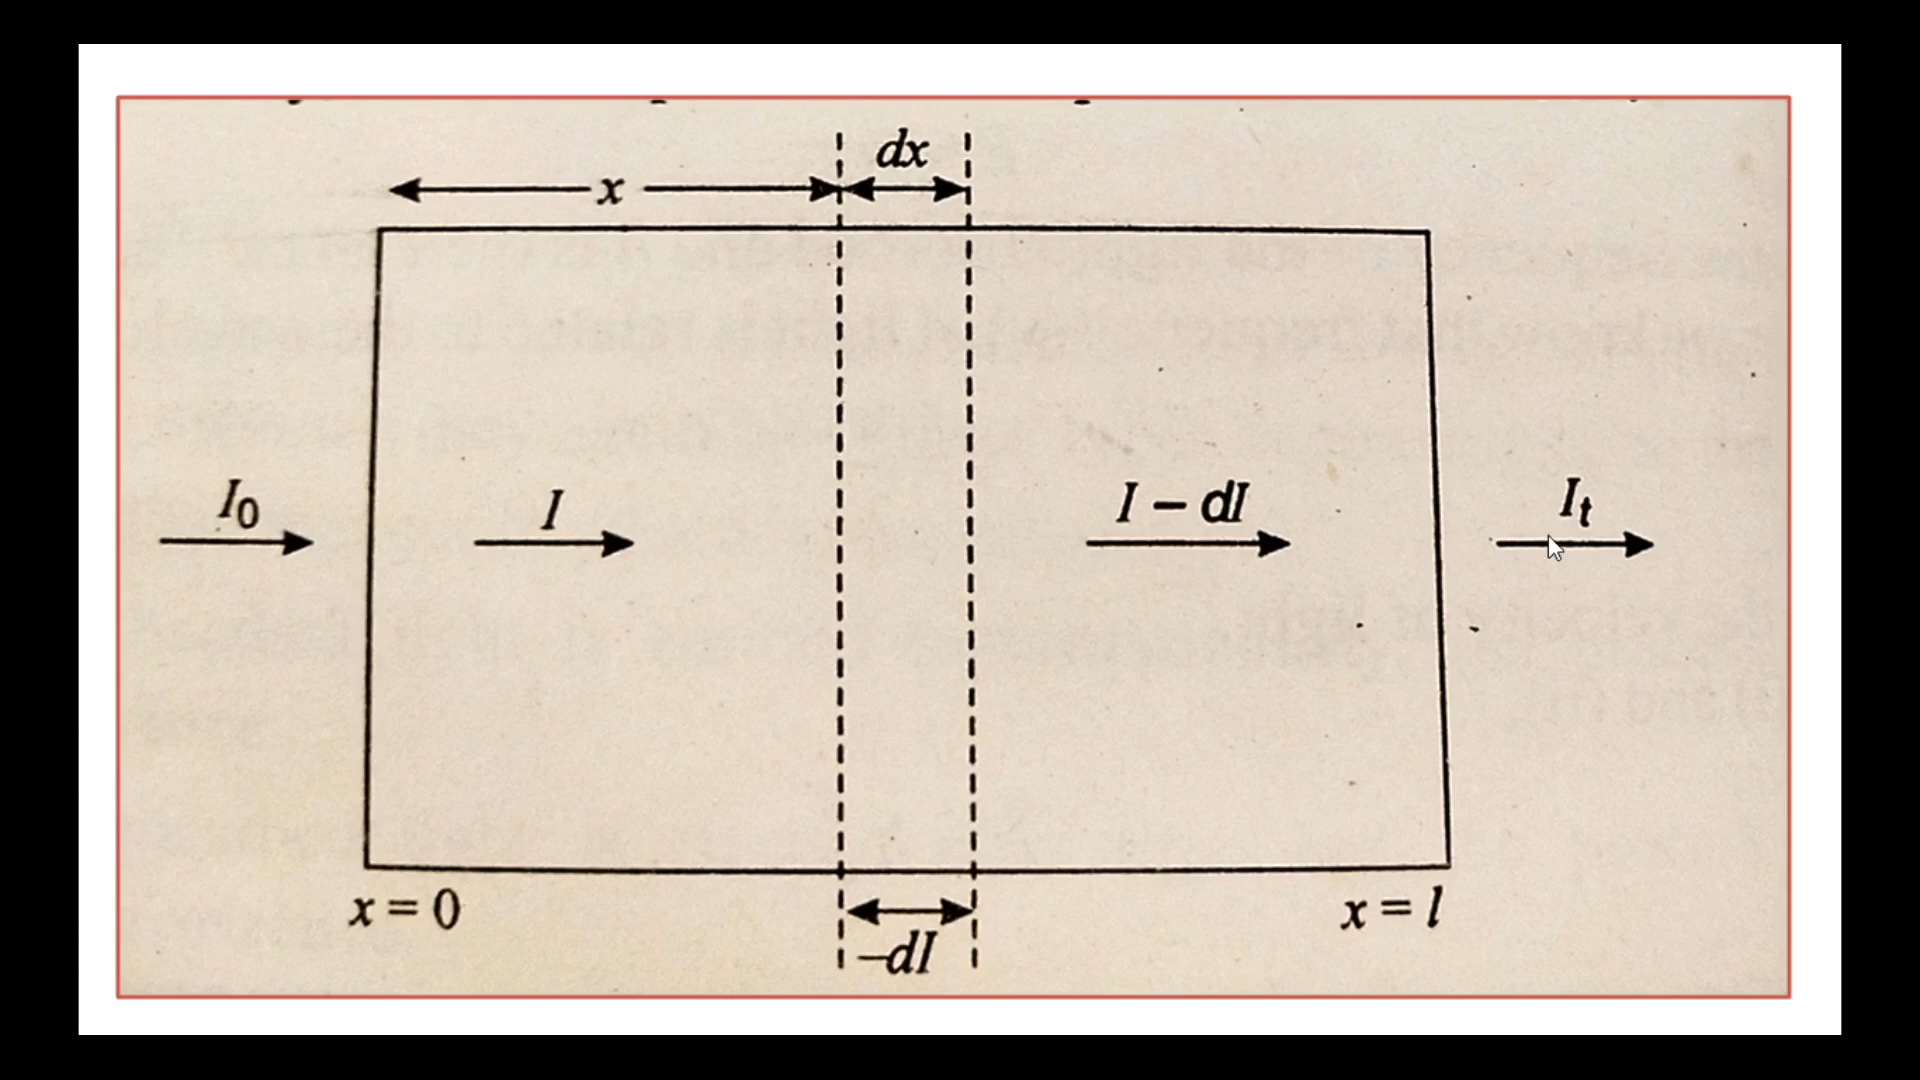 dx
x
I₀ I I – dI Iₜ
x = 0 x = l
–dI